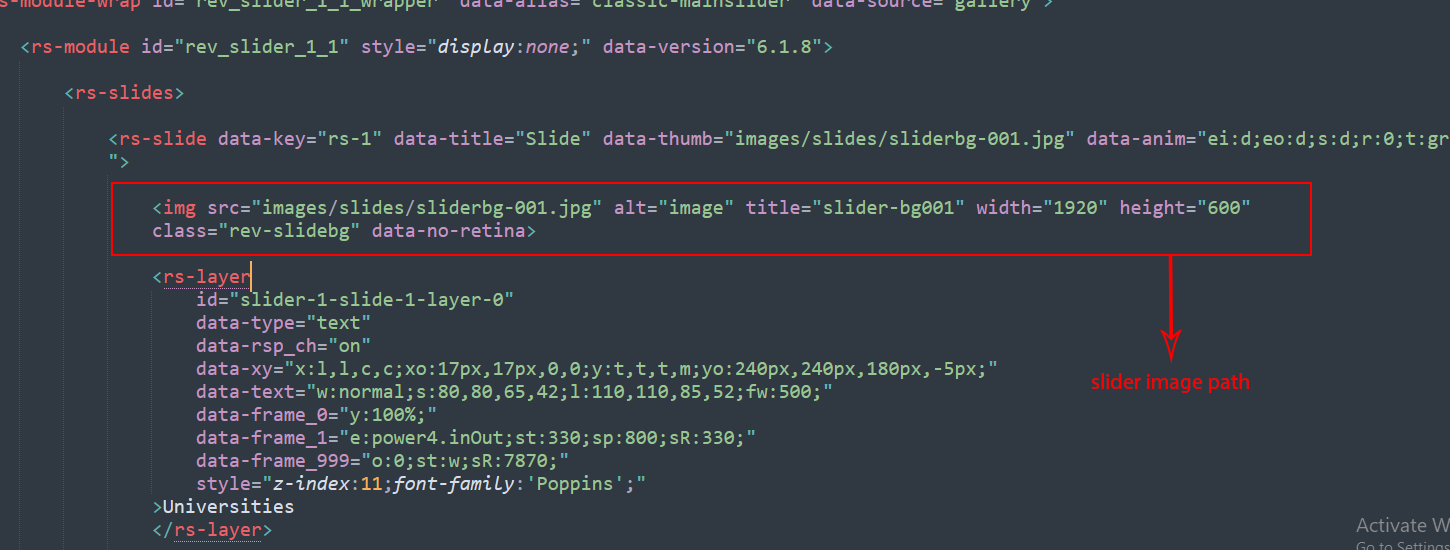 s-module-wrap id="rev_slider_1_1_wrapper" data-alias="classic-mainslider" data-source="gallery">
<rs-module id="rev_slider_1_1" style="display:none;" data-version="6.1.8">
<rs-slides>
<rs-slide data-key="rs-1" data-title="Slide" data-thumb="images/slides/sliderbg-001.jpg" data-anim="ei:d;eo:d;s:d;r:0;t:gr
">
<img src="images/slides/sliderbg-001.jpg" alt="image" title="slider-bg001" width="1920" height="600"
class="rev-slidebg" data-no-retina>
<rs-layer
id="slider-1-slide-1-layer-0"
data-type="text"
data-rsp_ch="on"
data-xy="x:l,l,c,c;xo:17px,17px,0,0;y:t,t,t,m;yo:240px,240px,180px,-5px;"
slider image path
data-text="w:normal;s:80,80,65,42;l:110,110,85,52;fw:500;"
data-frame_0="y:100%;"
data-frame_1="e:power4.inOut;st:330;sp:800;sR:330;"
data-frame_999="o:0;st:w;sR:7870;"
style="z-index:11;font-family:'Poppins';"
>Universities
</rs-layer>
Activate W
Go to Settings